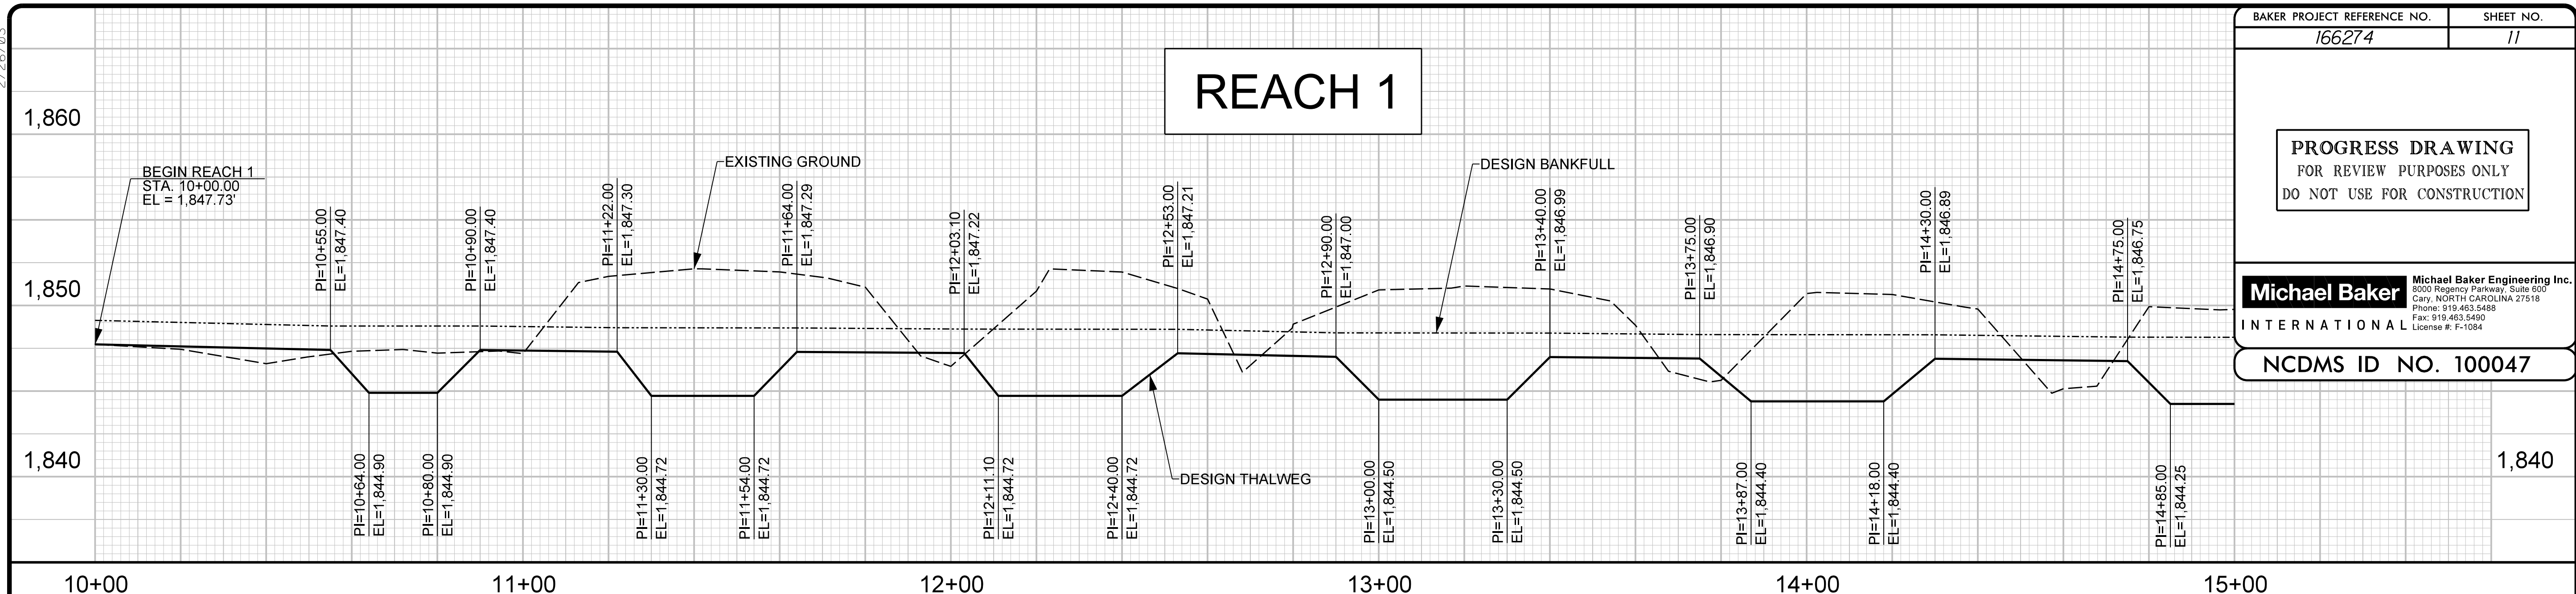 BAKER PROJECT REFERENCE NO.
SHEET NO.
166274
11
REACH 1
PROGRESS DRAWING
FOR REVIEW PURPOSES ONLY
DO NOT USE FOR CONSTRUCTION
Michael Baker
INTERNATIONAL
Michael Baker Engineering Inc.
8000 Regency Parkway, Suite 600
Cary, NORTH CAROLINA 27518
Phone: 919.463.5488
Fax: 919.463.5490
License #: F-1084
NCDMS ID NO. 100047
1,860
1,850
1,840
1,840
BEGIN REACH 1
STA. 10+00.00
EL = 1,847.73'
EXISTING GROUND
DESIGN BANKFULL
DESIGN THALWEG
PI=10+55.00
EL=1,847.40
PI=10+90.00
EL=1,847.40
PI=11+22.00
EL=1,847.30
PI=11+64.00
EL=1,847.29
PI=12+03.10
EL=1,847.22
PI=12+53.00
EL=1,847.21
PI=12+90.00
EL=1,847.00
PI=13+40.00
EL=1,846.99
PI=13+75.00
EL=1,846.90
PI=14+30.00
EL=1,846.89
PI=14+75.00
EL=1,846.75
PI=10+64.00
EL=1,844.90
PI=10+80.00
EL=1,844.90
PI=11+30.00
EL=1,844.72
PI=11+54.00
EL=1,844.72
PI=12+11.10
EL=1,844.72
PI=12+40.00
EL=1,844.72
PI=13+00.00
EL=1,844.50
PI=13+30.00
EL=1,844.50
PI=13+87.00
EL=1,844.40
PI=14+18.00
EL=1,844.40
PI=14+85.00
EL=1,844.25
10+00
11+00
12+00
13+00
14+00
15+00